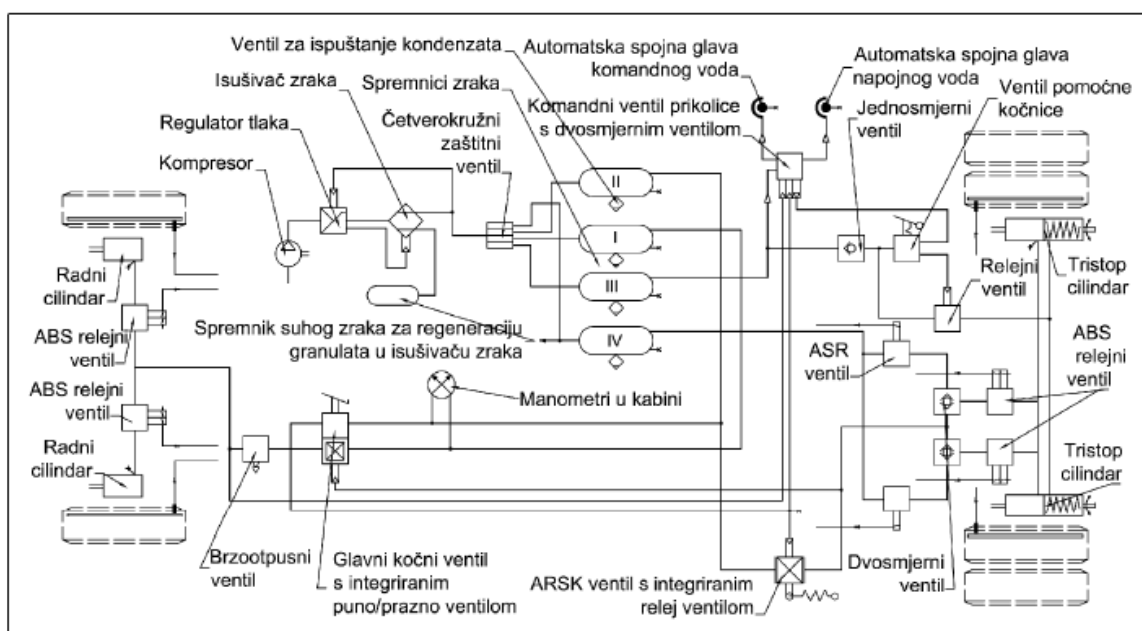 Ventil za ispuštanje kondenzata
Isušivač zraka
Spremnici zraka
Regulator tlaka
Četverokružni
zaštitni
ventil
Kompresor
Automatska spojna glava
komandnog voda
Komandni ventil prikolice
s dvosmjernim ventilom
Automatska spojna glava
napojnog voda
Jednosmjerni
ventil
Ventil pomoćne
kočnice
II
I
III
IV
Radni
cilindar
ABS relejni
ventil
ABS relejni
ventil
Radni
cilindar
Spremnik suhog zraka za regeneraciju
granulata u isušivaču zraka
Manometri u kabini
Relejni
ventil
Tristop
cilindar
ASR
ventil
ABS
relejni
ventil
Tristop
cilindar
Brzootpusni
ventil
Glavni kočni ventil
s integriranim
puno/prazno ventilom
ARSK ventil s integriranim
relej ventilom
Dvosmjerni
ventil